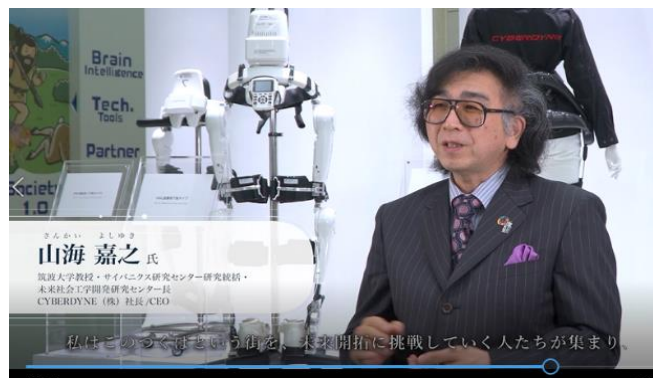 CYBERDYNE
Brain
Intelligence
Tech.
Tools
Partner
Society
1.0
さんかい よしゆき
山海 嘉之 氏
筑波大学教授・サイバニクス研究センター研究統括・
未来社会工学開発研究センター長
CYBERDYNE（株）社長/CEO
私はこのつくばという街を、未来開拓に挑戦していく人たちが集まり、